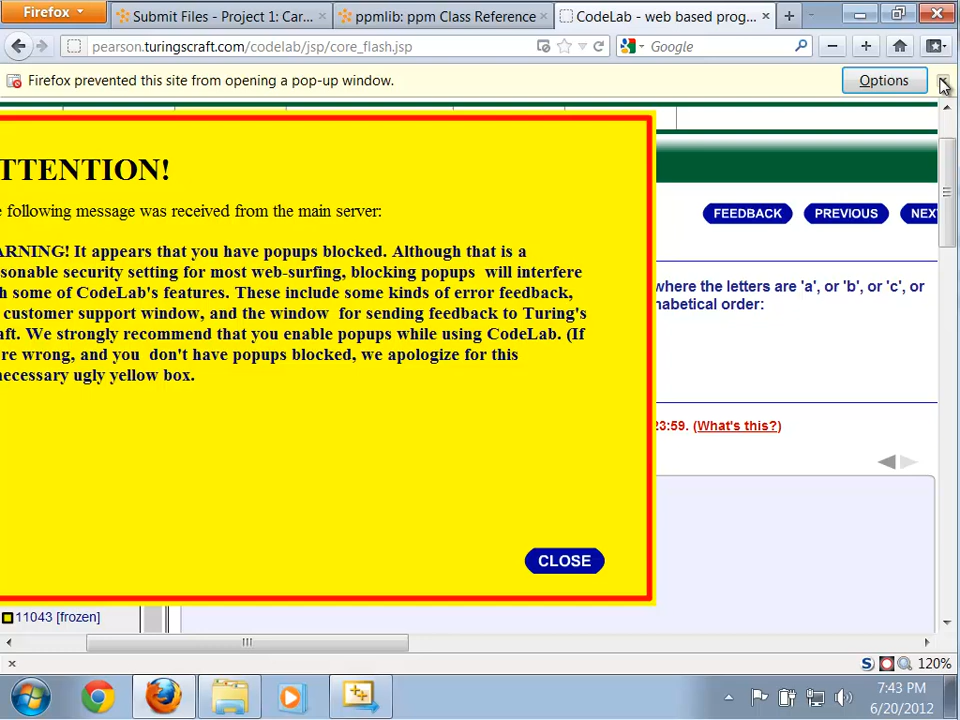 Firefox
Submit Files - Project 1: Car...
ppmlib: ppm Class Reference
CodeLab - web based prog...
pearson.turingscraft.com/codelab/jsp/core_flash.jsp
Google
Firefox prevented this site from opening a pop-up window.
Options
TTENTION!
FEEDBACK
PREVIOUS
NEX
e following message was received from the main server:
ARNING! It appears that you have popups blocked. Although that is a
sonable security setting for most web-surfing, blocking popups will interfere
h some of CodeLab's features. These include some kinds of error feedback,
customer support window, and the window for sending feedback to Turing's
aft. We strongly recommend that you enable popups while using CodeLab. (If
re wrong, and you don't have popups blocked, we apologize for this
necessary ugly yellow box.
where the letters are 'a', or 'b', or 'c', or
habetical order:
23:59. (What's this?)
CLOSE
11043 [frozen]
120%
7:43 PM
6/20/2012